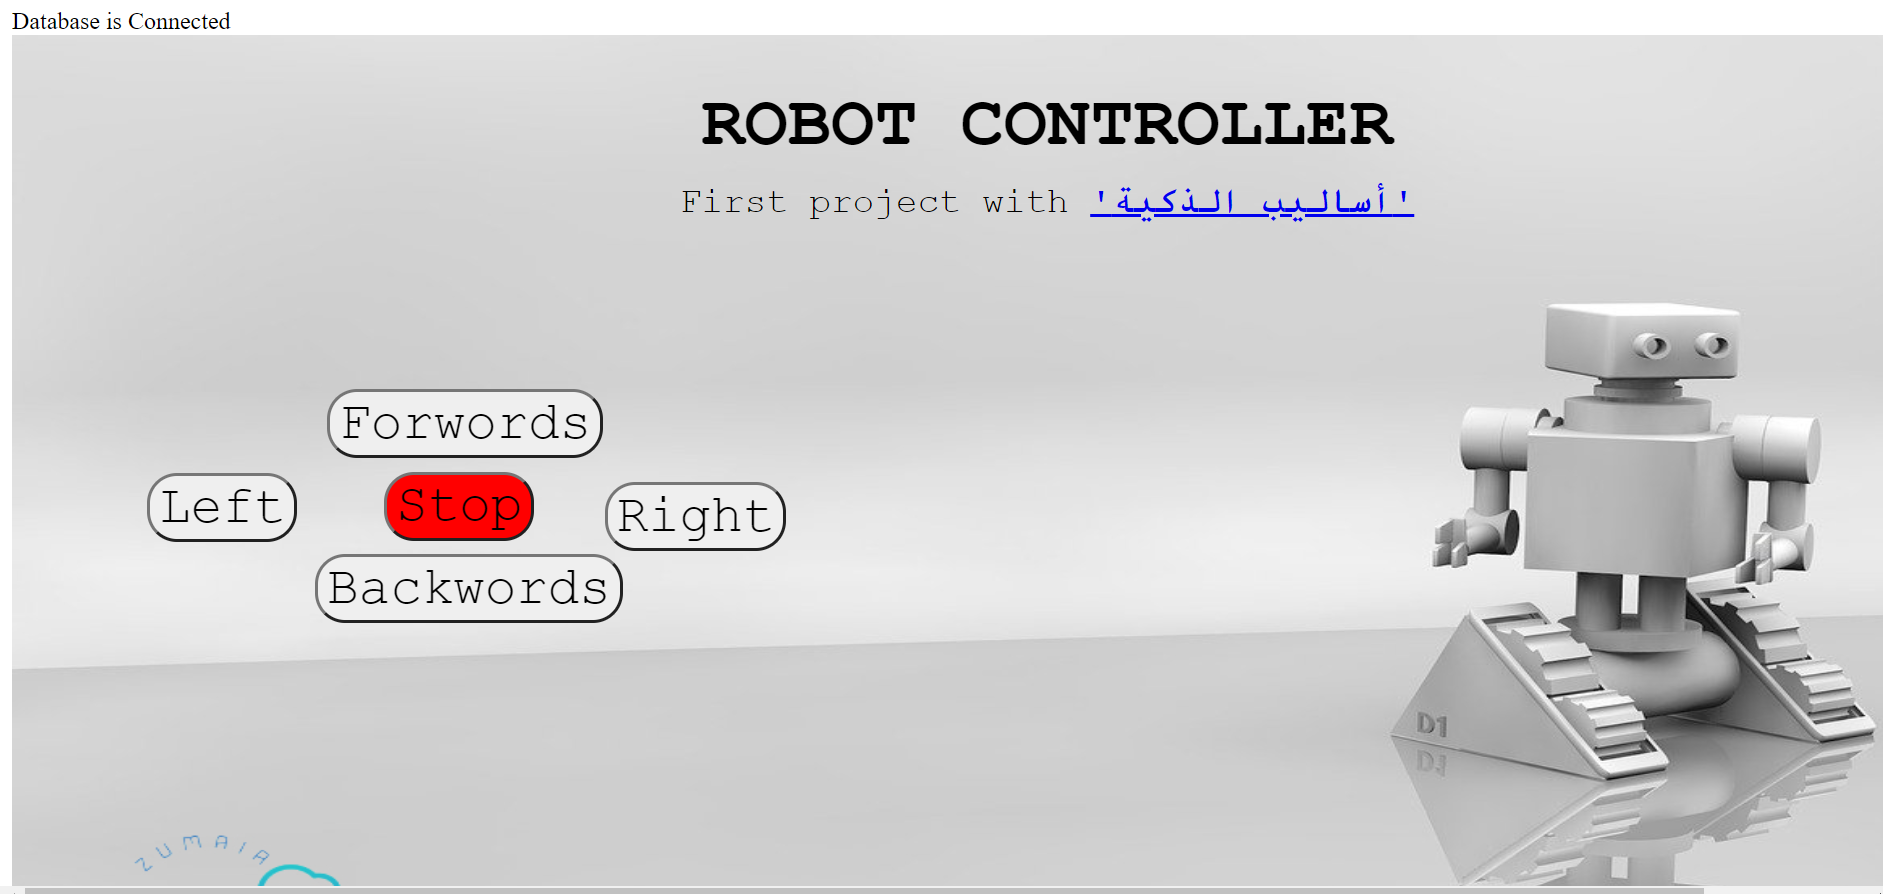 Database is Connected
ROBOT CONTROLLER
First project with 'أساليب الذكية'
Forwords
Left
Stop
Right
Backwords
D1
ZUMAIA